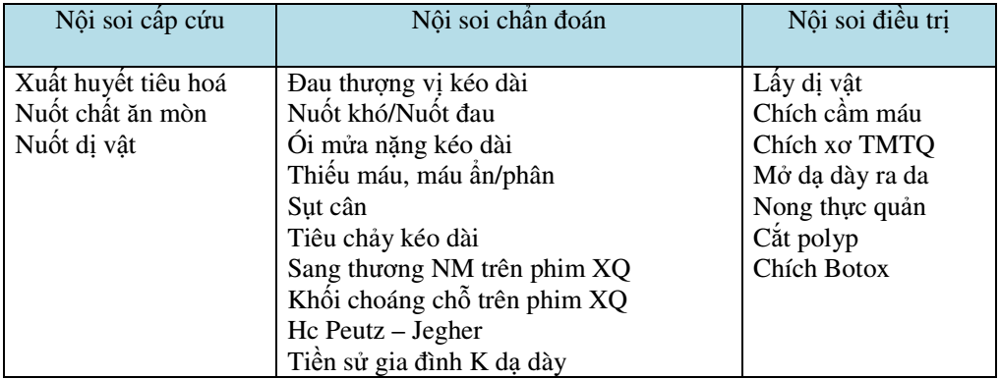 Nội soi cấp cứu
Nội soi chẩn đoán
Nội soi điều trị
Xuất huyết tiêu hoá
Nuốt chất ăn mòn
Nuốt dị vật
Đau thượng vị kéo dài
Nuốt khó/Nuốt đau
Ói mửa nặng kéo dài
Thiếu máu, máu ẩn/phân
Sụt cân
Tiêu chảy kéo dài
Sang thương NM trên phim XQ
Khối choáng chỗ trên phim XQ
Hc Peutz – Jegher
Tiền sử gia đình K dạ dày
Lấy dị vật
Chích cầm máu
Chích xơ TMTQ
Mở dạ dày ra da
Nong thực quản
Cắt polyp
Chích Botox